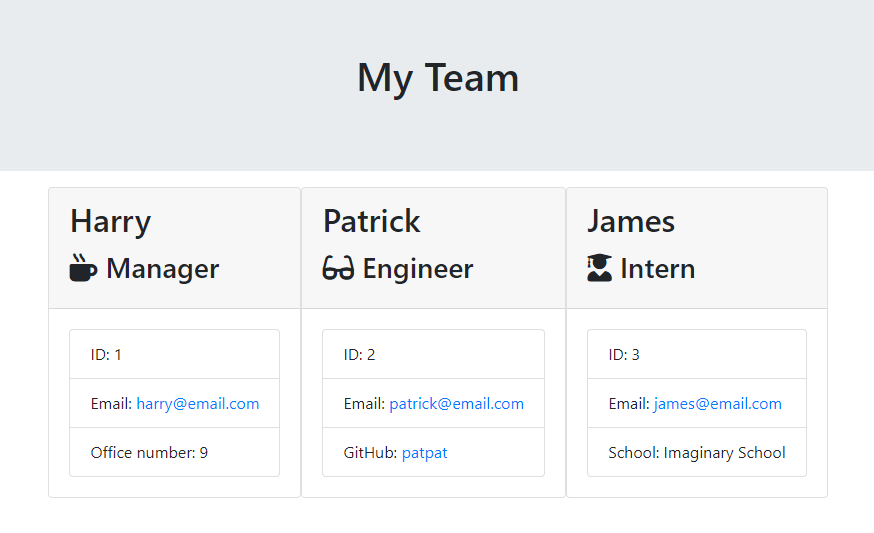 My Team
Harry
Manager
ID: 1
Email: harry@email.com
Office number: 9
Patrick
Engineer
ID: 2
Email: patrick@email.com
GitHub: patpat
James
Intern
ID: 3
Email: james@email.com
School: Imaginary School